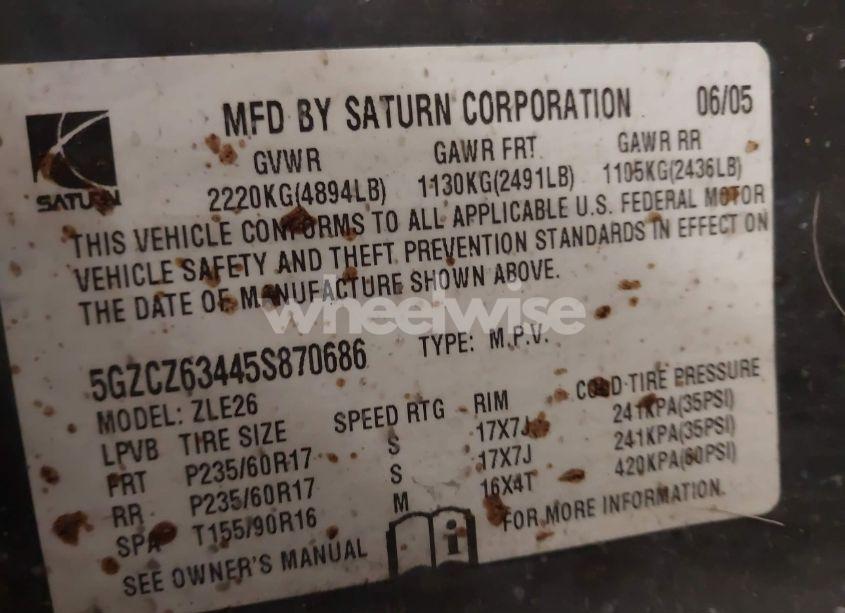 MFD BY SATURN CORPORATION 06/05
SATURN
GVWR GAWR FRT GAWR RR
2220KG(4894LB) 1130KG(2491LB) 1105KG(2436LB)
THIS VEHICLE CONFORMS TO ALL APPLICABLE U.S. FEDERAL MOTOR
VEHICLE SAFETY AND THEFT PREVENTION STANDARDS IN EFFECT ON
THE DATE OF MANUFACTURE SHOWN ABOVE.
wheelwise
5GZCZ63445S870686 TYPE: M.P.V.
MODEL: ZLE26
LPVB TIRE SIZE SPEED RTG RIM COLD TIRE PRESSURE
FRT P235/60R17 S 17X7J 241KPA(35PSI)
RR P235/60R17 S 17X7J 241KPA(35PSI)
SPA T155/90R16 M 16X4T 420KPA(60PSI)
SEE OWNER'S MANUAL i FOR MORE INFORMATION.